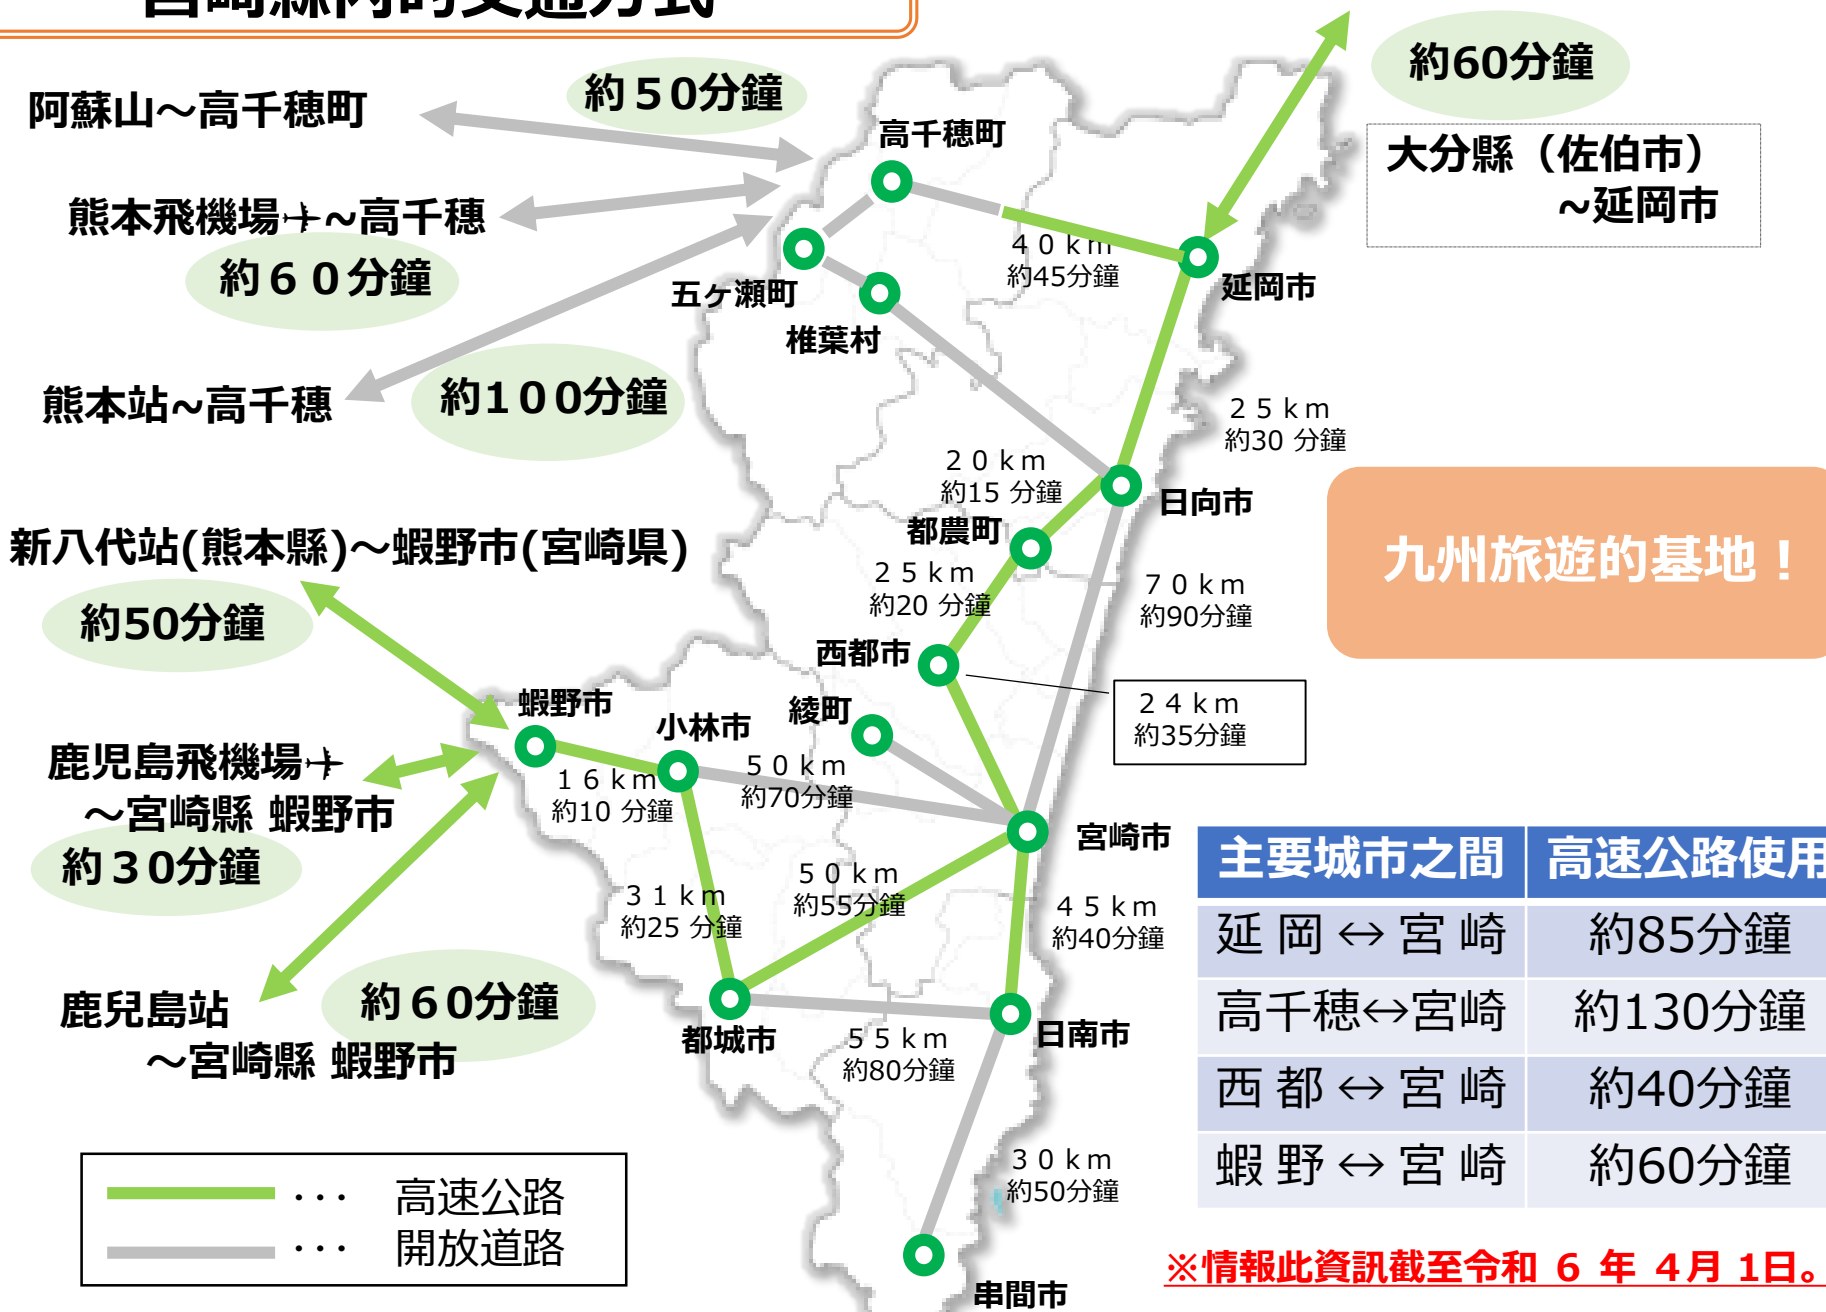 宮崎縣內的交通方式
約５０分鐘
約60分鐘
阿蘇山～高千穂町
高千穂町
大分縣（佐伯市）
~延岡市
熊本飛機場✈~高千穂
約６０分鐘
４０ｋｍ
約45分鐘
五ヶ瀬町
延岡市
椎葉村
熊本站~高千穗
約1００分鐘
２５ｋｍ
約30 分鐘
２０ｋｍ
約15 分鐘
日向市
都農町
新八代站(熊本縣)～蝦野市(宮崎県)
約50分鐘
２５ｋｍ
約20 分鐘
７０ｋｍ
約90分鐘
九州旅遊的基地！
西都市
２４ｋｍ
約35分鐘
蝦野市
小林市
綾町
鹿児島飛機場✈
～宮崎縣 蝦野市
約３０分鐘
１６ｋｍ
約10 分鐘
５０ｋｍ
約70分鐘
宮崎市
３１ｋｍ
約25 分鐘
５０ｋｍ
約55分鐘
４５ｋｍ
約40分鐘
主要城市之間 高速公路使用
延 岡 ↔ 宮 崎 約85分鐘
高千穂↔宮崎 約130分鐘
西 都 ↔ 宮 崎 約40分鐘
蝦 野 ↔ 宮 崎 約60分鐘
鹿兒島站
～宮崎縣 蝦野市
約６０分鐘
都城市
日南市
５５ｋｍ
約80分鐘
３０ｋｍ
約50分鐘
串間市
･･･ 高速公路
･･･ 開放道路
※情報此資訊截至令和 ６ 年 ４月 1日。